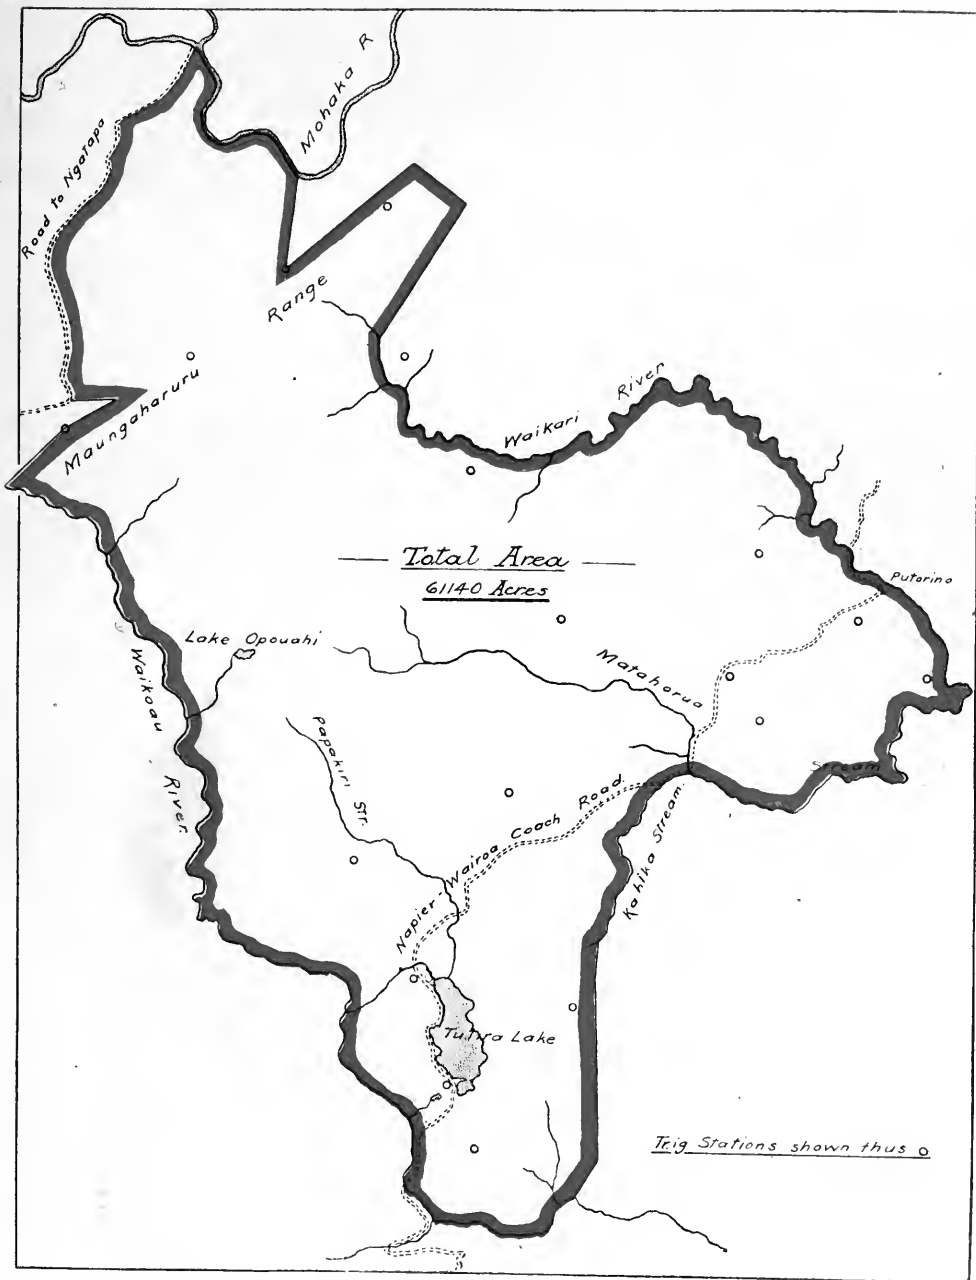 Mohaka R
Road to Ngatapa
Range
Maungaharuru
Waikari River
Total Area
61140 Acres
Putorino
Lake Opouahi
Mataharua
Waikoau River.
Papakiri Str.
Stream
Napier-Wairoa Coach Road.
Kahika Stream.
Tutira Lake
Trig Stations shown thus o